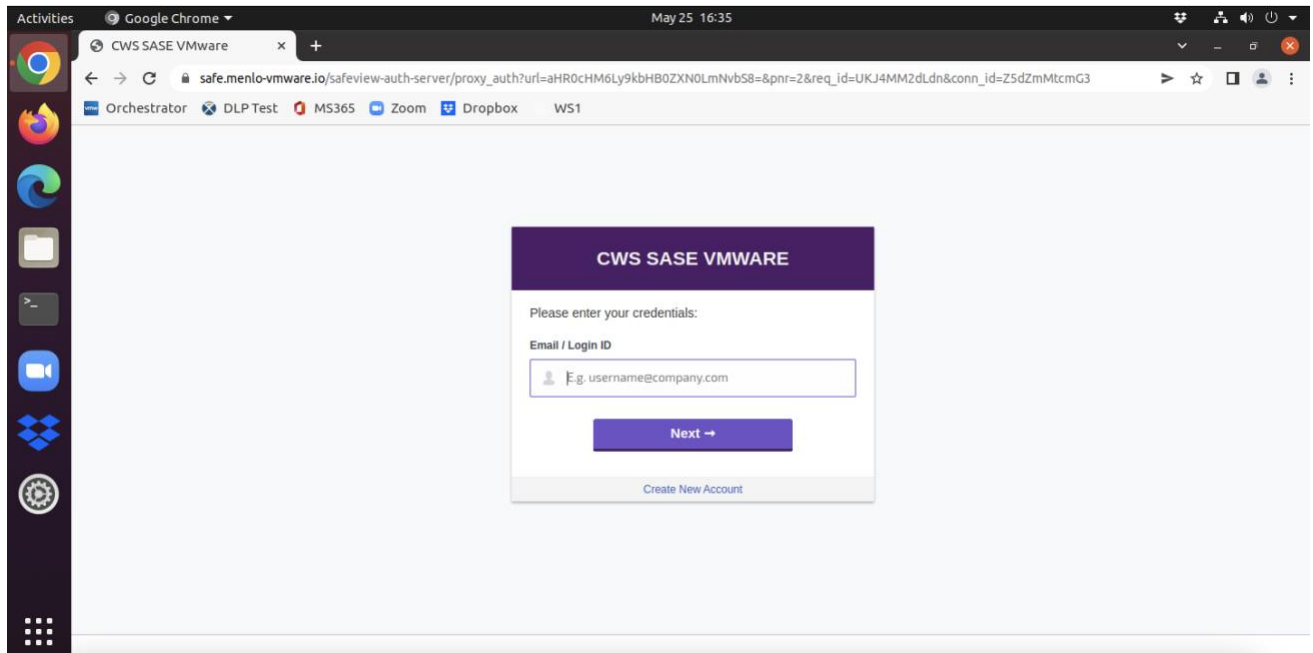 Activities Google Chrome May 25 16:35
CWS SASE VMware
safe.menlo-vmware.io/safeview-auth-server/proxy_auth?url=aHR0cHM6Ly9kbHB0ZXN0LmNvbS8=&pnr=2&req_id=UKJ4MM2dLdn&conn_id=Z5dZmMtcmG3
vmw Orchestrator DLP Test MS365 Zoom Dropbox WS1
CWS SASE VMWARE
Please enter your credentials:
Email / Login ID
E.g. username@company.com
Next →
Create New Account
>_